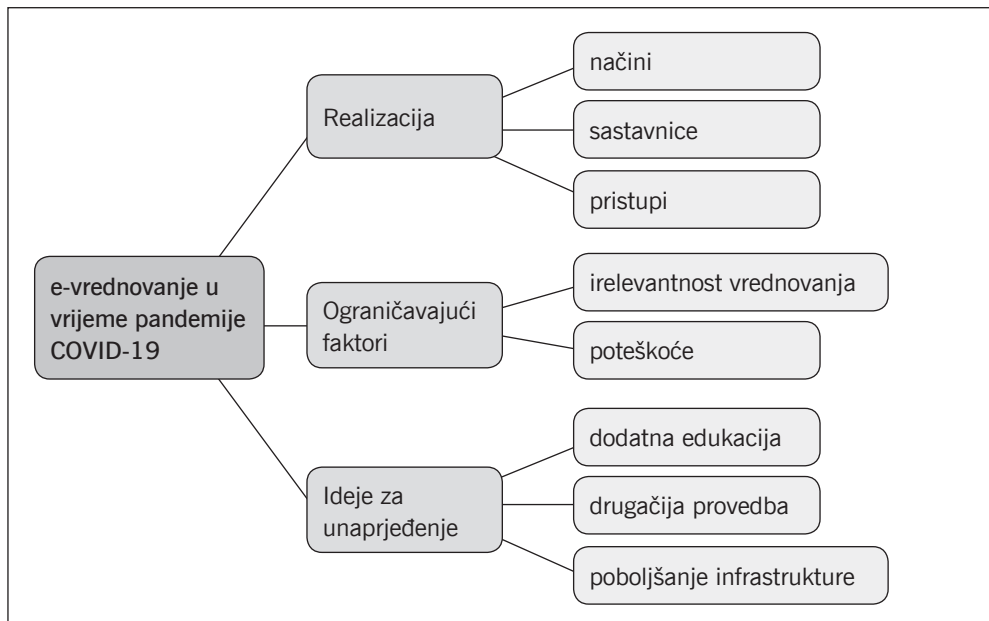 e-vrednovanje u
vrijeme pandemije
COVID-19
Realizacija
načini
sastavnice
pristupi
Ograničavajući
faktori
irelevantnost vrednovanja
poteškoće
Ideje za
unaprjeđenje
dodatna edukacija
drugačija provedba
poboljšanje infrastrukture